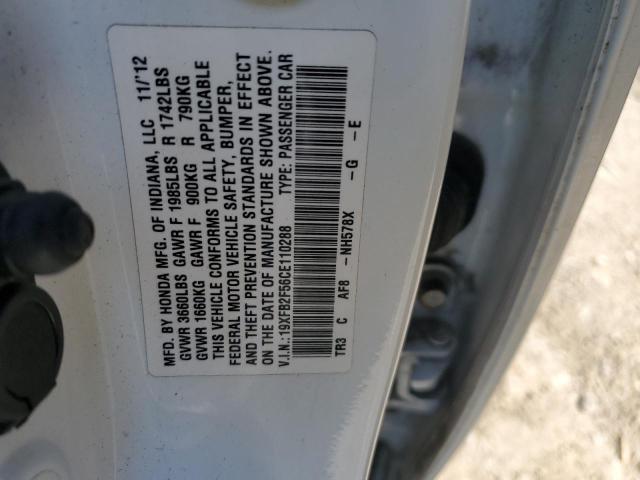 MFD. BY HONDA MFG. OF INDIANA, LLC 11/'12
GVWR 3660LBS GAWR F 1985LBS R 1742LBS
GVWR 1660KG GAWR F 900KG R 790KG
THIS VEHICLE CONFORMS TO ALL APPLICABLE
FEDERAL MOTOR VEHICLE SAFETY, BUMPER,
AND THEFT PREVENTION STANDARDS IN EFFECT
ON THE DATE OF MANUFACTURE SHOWN ABOVE.
V.I.N.:19XFB2F56CE110288 TYPE: PASSENGER CAR
TR3 C AF8 -NH578X -G -E